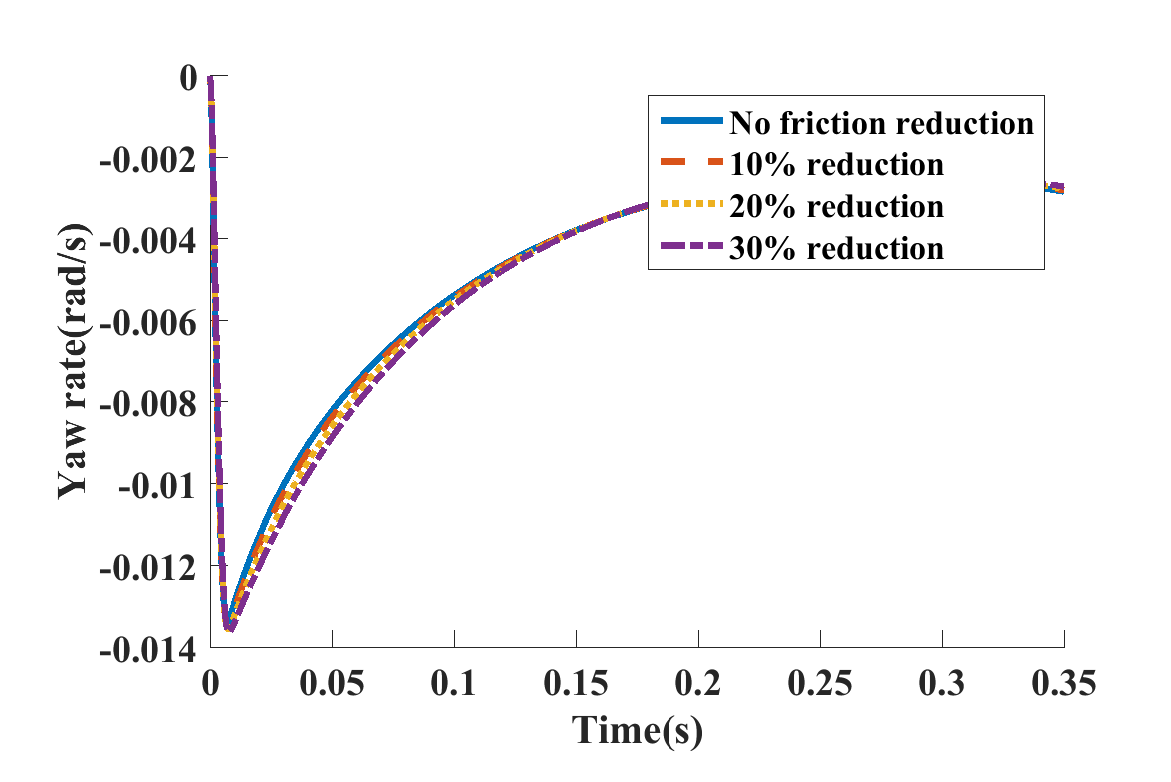 0
-0.002
-0.004
-0.006
-0.008
-0.01
-0.012
-0.014
Yaw rate(rad/s)
No friction reduction
10% reduction
20% reduction
30% reduction
0 0.05 0.1 0.15 0.2 0.25 0.3 0.35
Time(s)